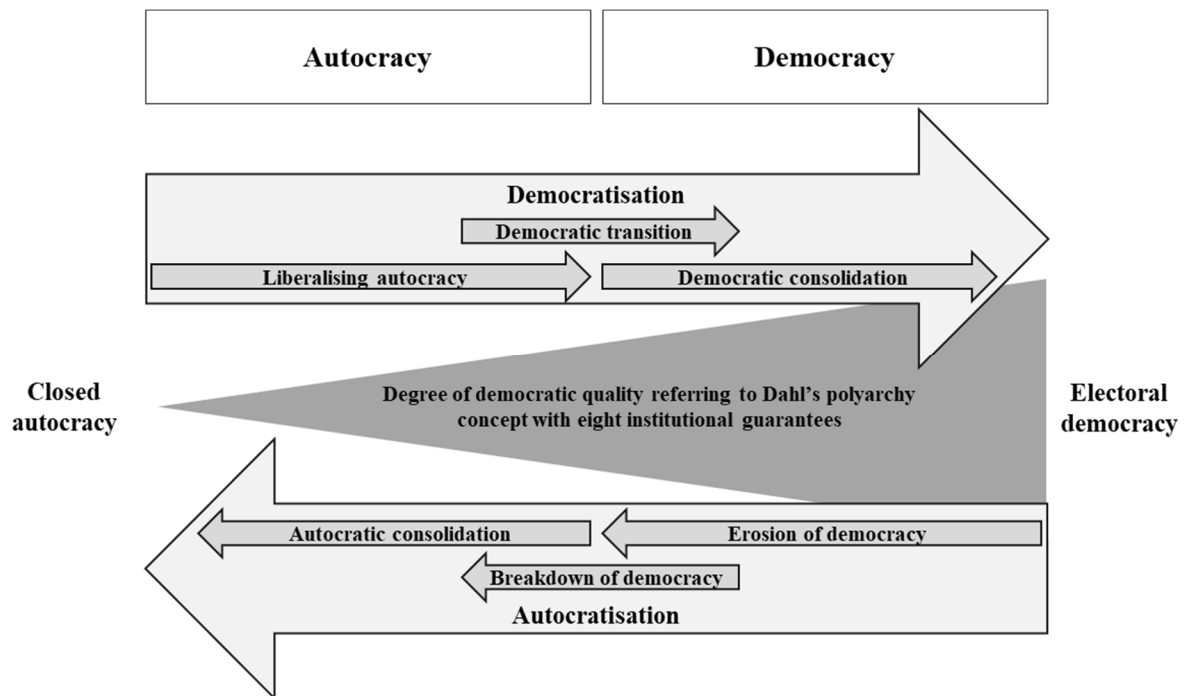 Autocracy
Democracy
Democratisation
Democratic transition
Liberalising autocracy
Democratic consolidation
Closed
autocracy
Degree of democratic quality referring to Dahl's polyarchy
concept with eight institutional guarantees
Electoral
democracy
Autocratic consolidation
Erosion of democracy
Breakdown of democracy
Autocratisation